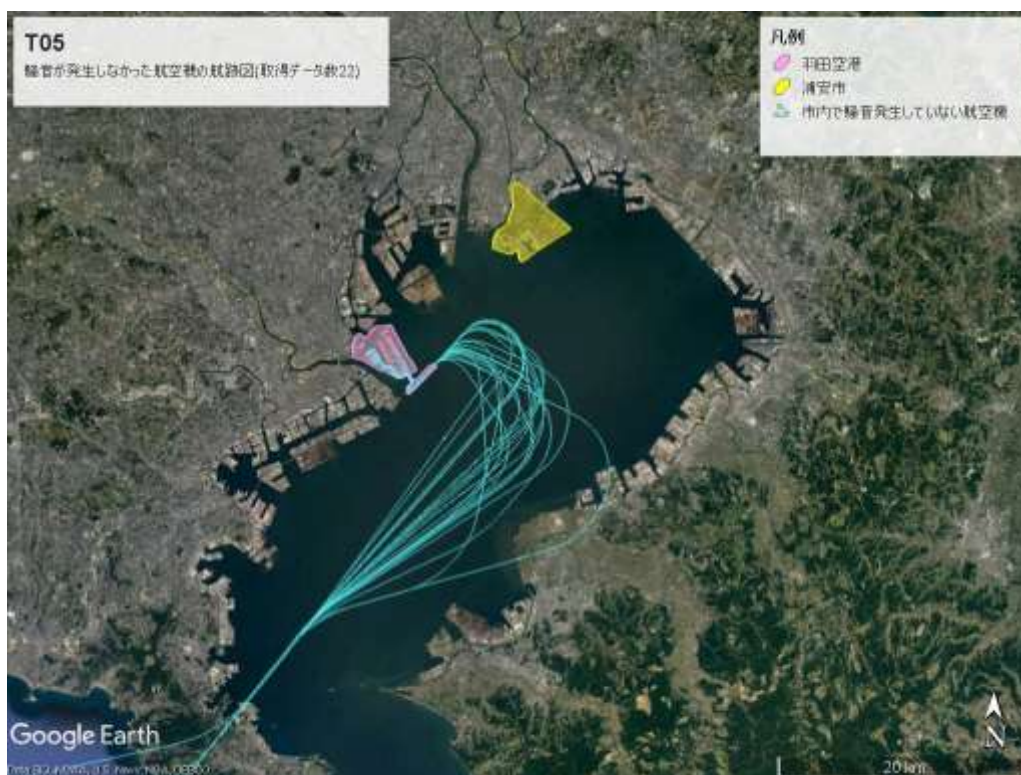 T05
騒音が発生しなかった航空機の航跡図(取得データ数22)
凡例
羽田空港
浦安市
市内で騒音発生していない航空機
Google Earth
N
20 km